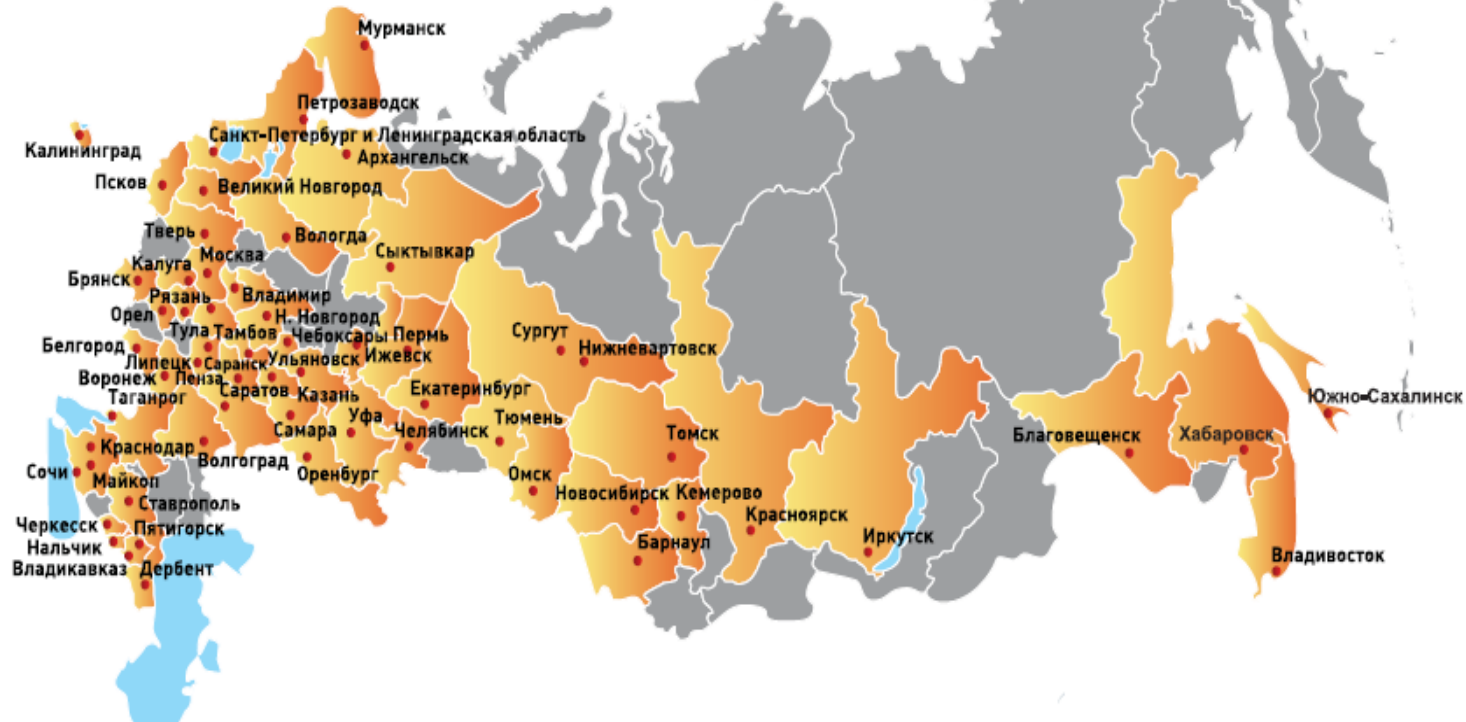 Мурманск
Петрозаводск
Санкт-Петербург и Ленинградская область
Калининград
Архангельск
Псков
Великий Новгород
Тверь
Вологда
Москва
Сыктывкар
Калуга
Брянск
Рязань
Владимир
Орел
Н. Новгород
Тула
Тамбов
Чебоксары
Пермь
Сургут
Нижневартовск
Белгород
Ульяновск
Ижевск
Липецк
Саранск
Воронеж
Пенза
Саратов
Екатеринбург
Таганрог
Казань
Южно-Сахалинск
Уфа
Тюмень
Самара
Челябинск
Томск
Благовещенск
Хабаровск
Краснодар
Волгоград
Сочи
Майкоп
Оренбург
Омск
Новосибирск
Кемерово
Ставрополь
Красноярск
Черкесск
Пятигорск
Иркутск
Нальчик
Барнаул
Владивосток
Владикавказ
Дербент